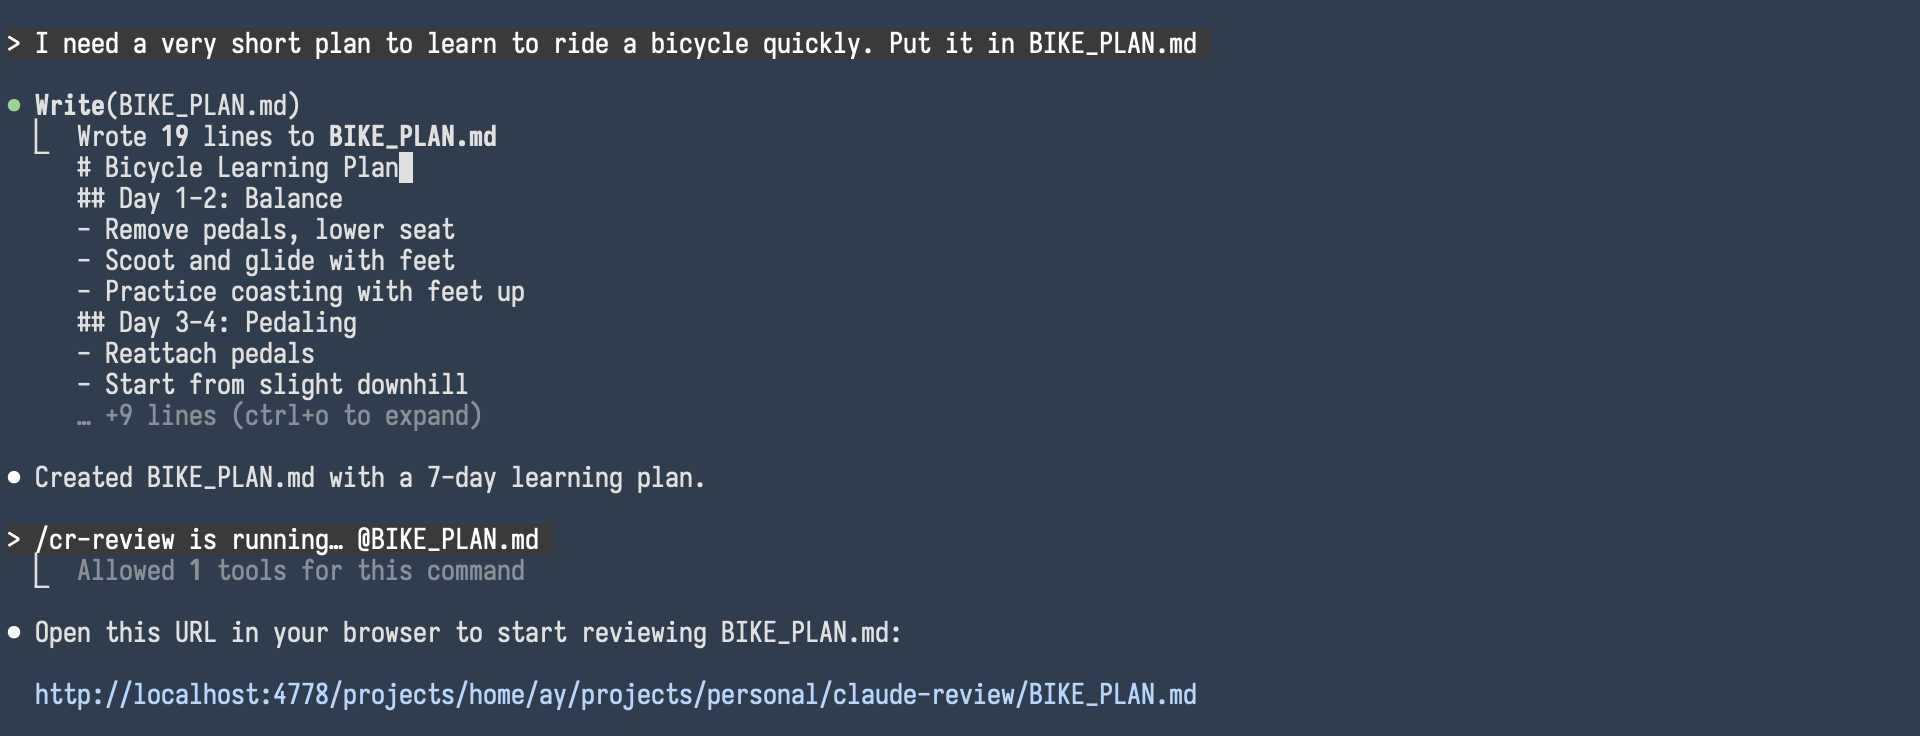 > I need a very short plan to learn to ride a bicycle quickly. Put it in BIKE_PLAN.md
● Write(BIKE_PLAN.md)
Wrote 19 lines to BIKE_PLAN.md
# Bicycle Learning Plan
## Day 1-2: Balance
- Remove pedals, lower seat
- Scoot and glide with feet
- Practice coasting with feet up
## Day 3-4: Pedaling
- Reattach pedals
- Start from slight downhill
… +9 lines (ctrl+o to expand)
● Created BIKE_PLAN.md with a 7-day learning plan.
> /cr-review is running… @BIKE_PLAN.md
Allowed 1 tools for this command
● Open this URL in your browser to start reviewing BIKE_PLAN.md:
http://localhost:4778/projects/home/ay/projects/personal/claude-review/BIKE_PLAN.md